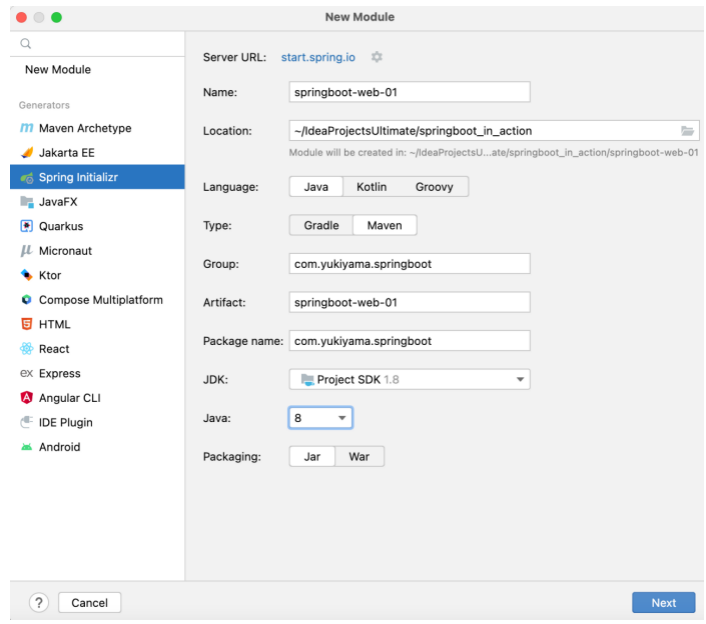 New Module
New Module
Generators
Maven Archetype
Jakarta EE
Spring Initializr
JavaFX
Quarkus
Micronaut
Ktor
Compose Multiplatform
HTML
React
ex Express
Angular CLI
IDE Plugin
Android
Server URL: start.spring.io
Name: springboot-web-01
Location: ~/IdeaProjectsUltimate/springboot_in_action
Module will be created in: ~/IdeaProjectsU...ate/springboot_in_action/springboot-web-01
Language: Java Kotlin Groovy
Type: Gradle Maven
Group: com.yukiyama.springboot
Artifact: springboot-web-01
Package name: com.yukiyama.springboot
JDK: Project SDK 1.8
Java: 8
Packaging: Jar War
? Cancel Next